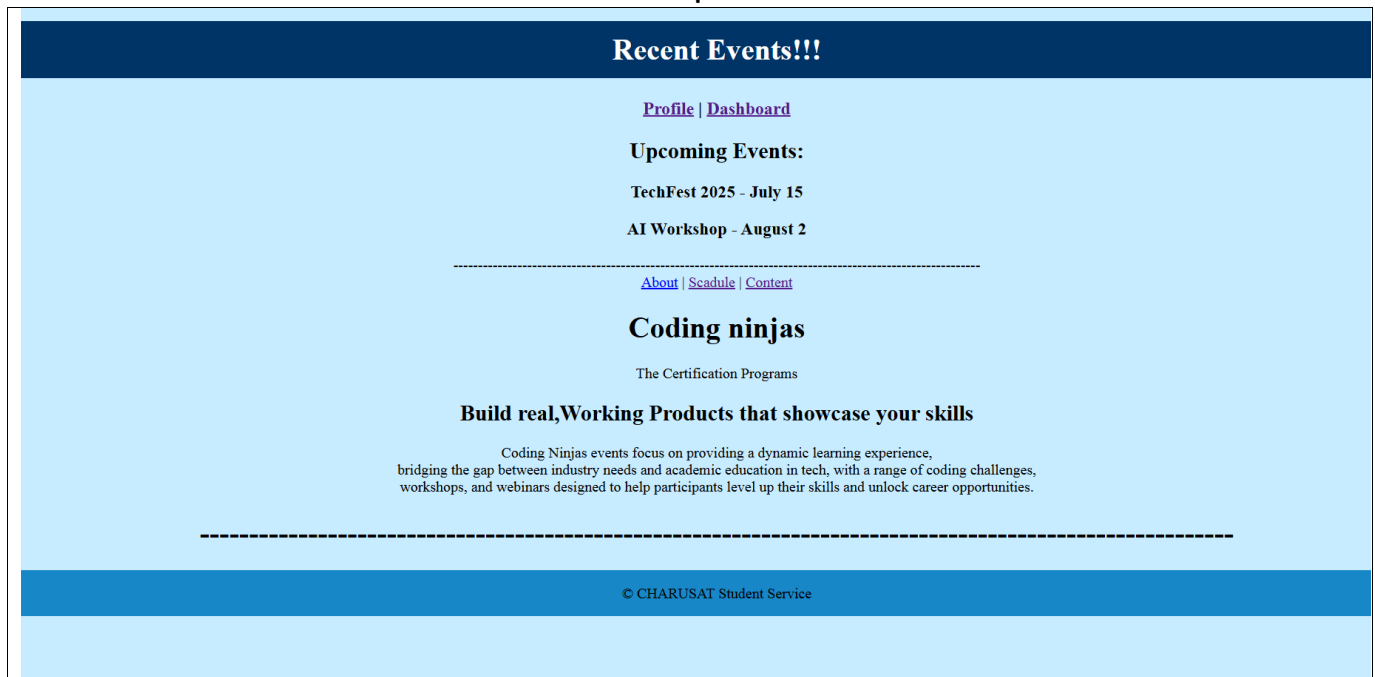 Recent Events!!!
Profile | Dashboard
Upcoming Events:
TechFest 2025 - July 15
AI Workshop - August 2
---------------------------------------------------------------------------------------------------------
About | Scadule | Content
Coding ninjas
The Certification Programs
Build real,Working Products that showcase your skills
Coding Ninjas events focus on providing a dynamic learning experience,
bridging the gap between industry needs and academic education in tech, with a range of coding challenges,
workshops, and webinars designed to help participants level up their skills and unlock career opportunities.
---------------------------------------------------------------------------------------------------------
© CHARUSAT Student Service